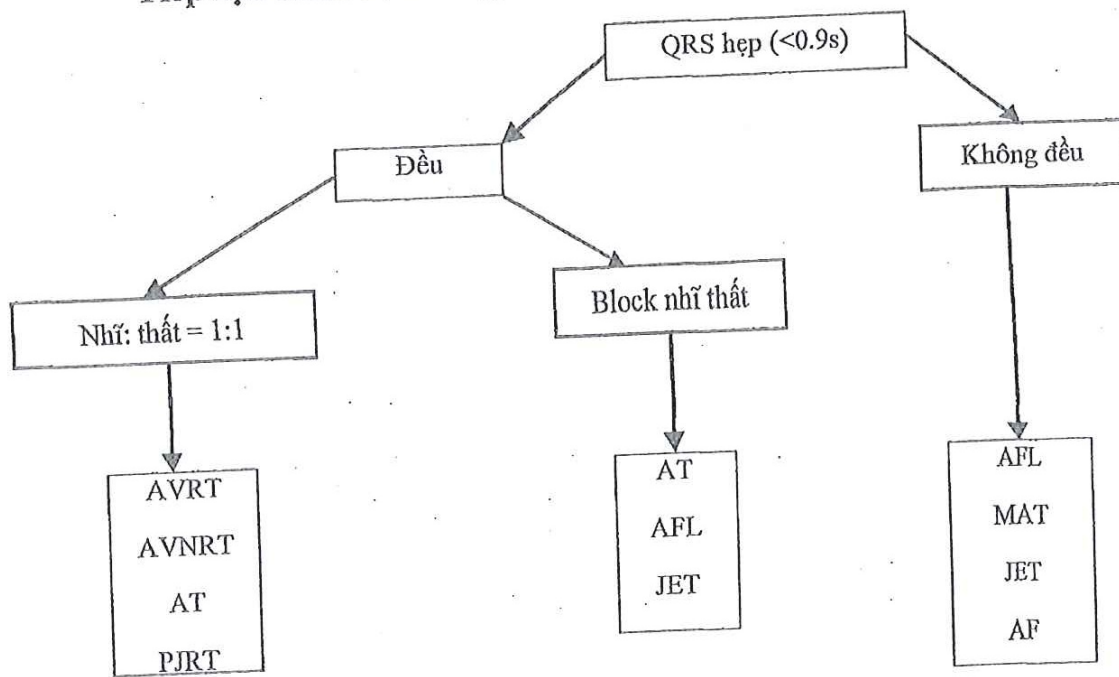 QRS hẹp (<0.9s)
Đều
Không đều
Nhĩ: thất = 1:1
Block nhĩ thất
AVRT
AVNRT
AT
PJRT
AT
AFL
JET
AFL
MAT
JET
AF